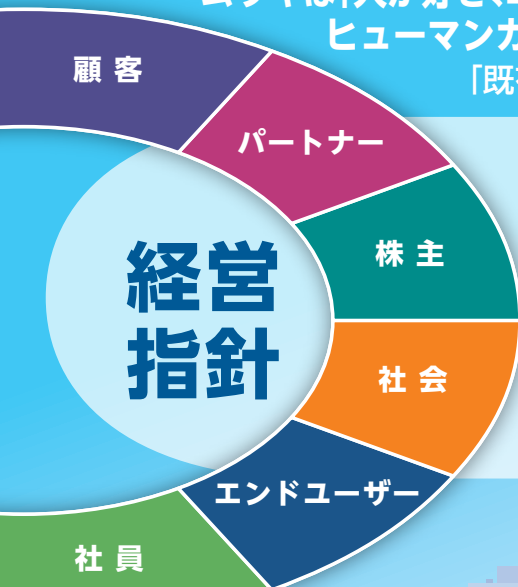 ヒューマンカ
「既
顧客
パートナー
株主
経営
指針
社会
エンドユーザー
社員